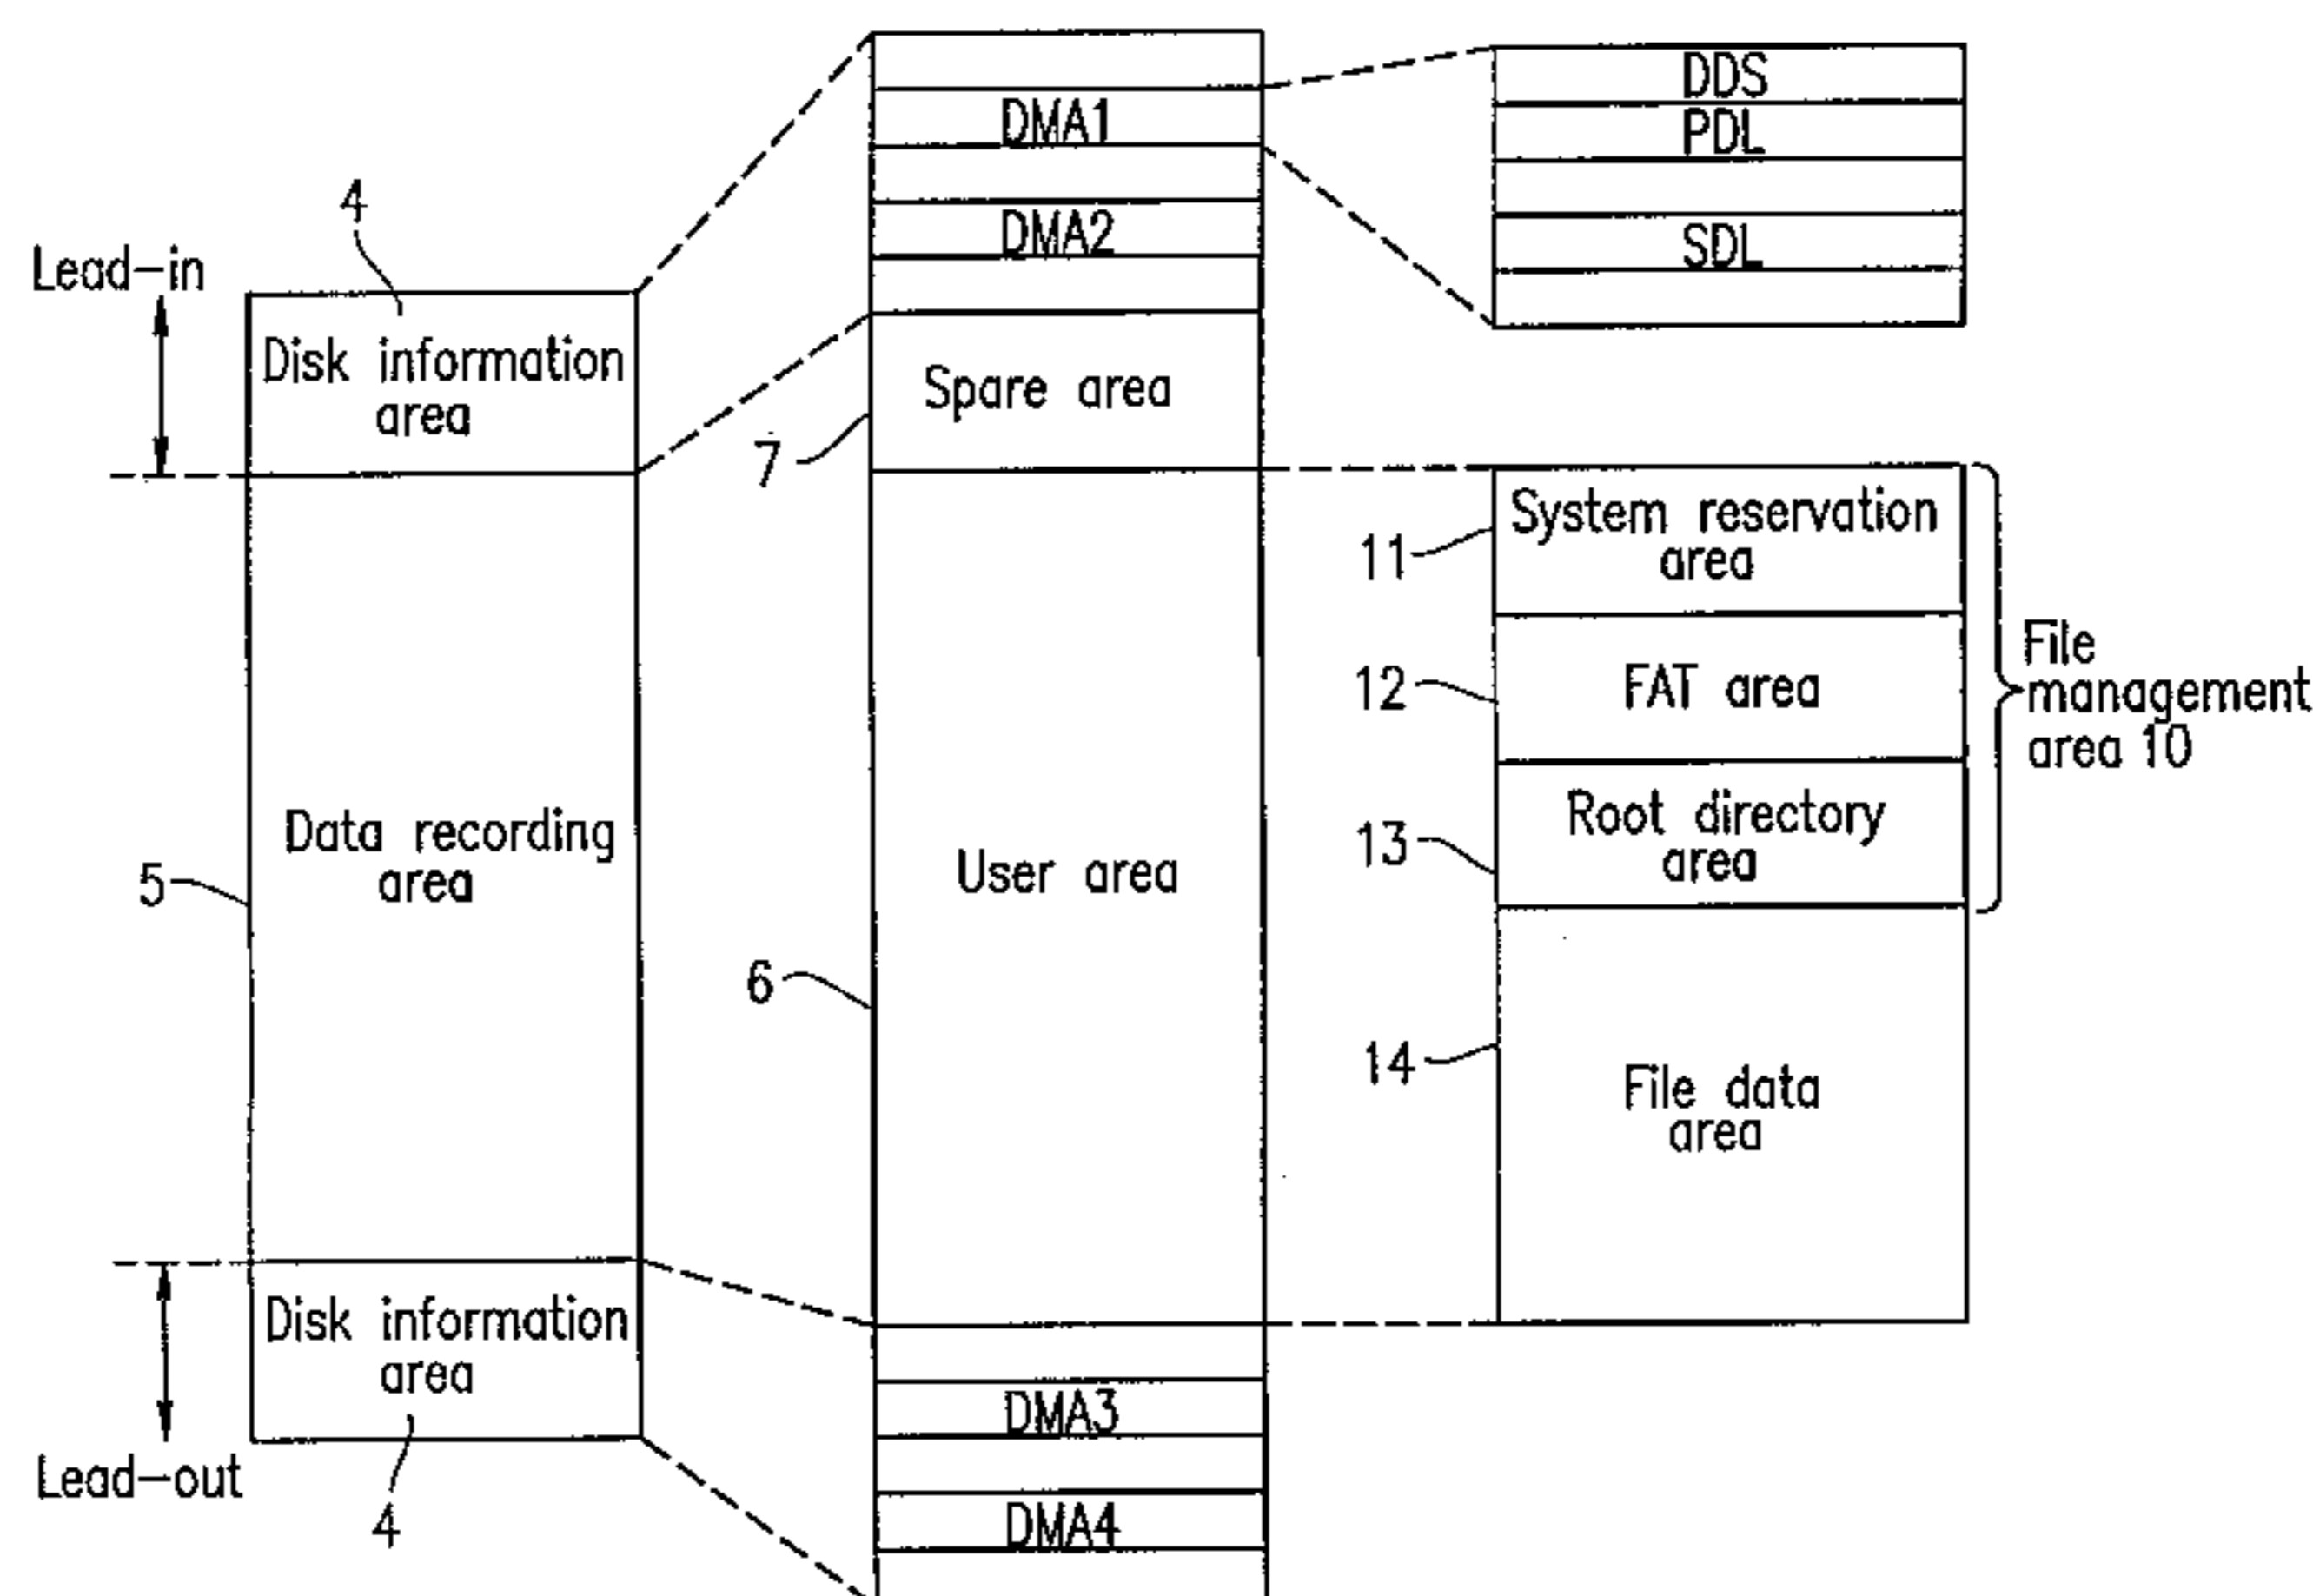 Lead-in
4
Disk information
area
5
Data recording
area
Disk information
area
Lead-out
4
DMA1
DMA2
7
Spare area
6
User area
DMA3
DMA4
DDS
PDL
SDL
11
System reservation
area
12
FAT area
13
Root directory
area
File
management
area 10
14
File data
area